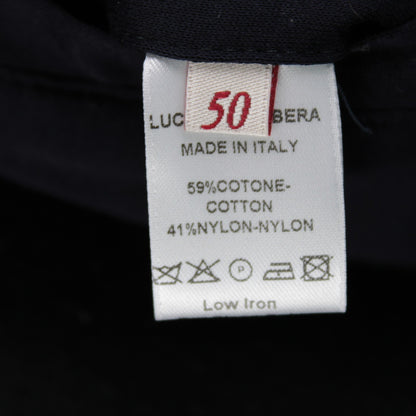 50
LUC BERA
MADE IN ITALY
59%COTONE-
COTTON
41%NYLON-NYLON
P
Low Iron